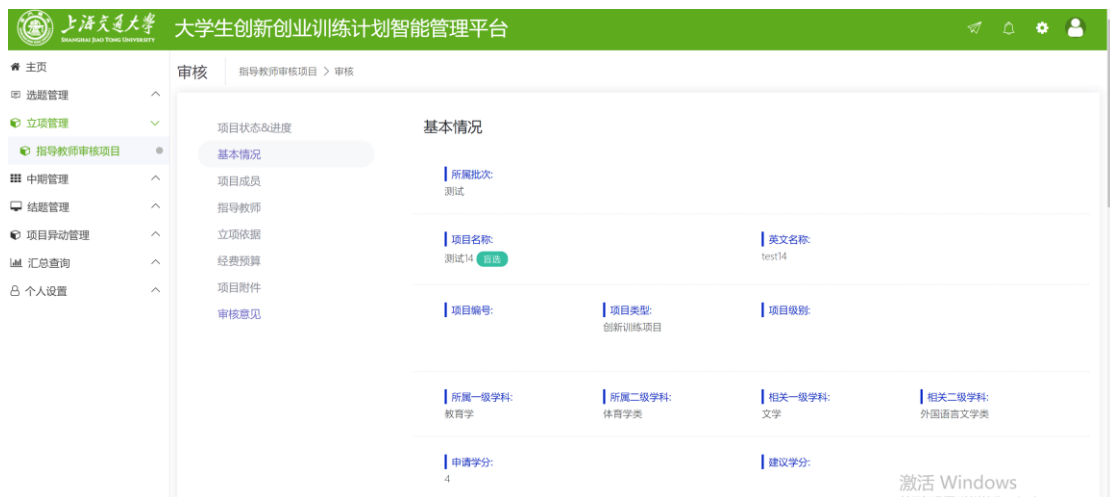 上海交通大学 大学生创新创业训练计划智能管理平台
SHANGHAI JIAO TONG UNIVERSITY
主页
选题管理
立项管理
指导教师审核项目
中期管理
结题管理
项目异动管理
汇总查询
个人设置
审核 指导教师审核项目 > 审核
项目状态&进度
基本情况
项目成员
指导教师
立项依据
经费预算
项目附件
审核意见
基本情况
所属批次:
测试
项目名称: 英文名称:
测试14 自选 test14
项目编号: 项目类型: 项目级别:
创新训练项目
所属一级学科: 所属二级学科: 相关一级学科: 相关二级学科:
教育学 体育学类 文学 外国语言文学类
申请学分: 建议学分:
4
激活 Windows